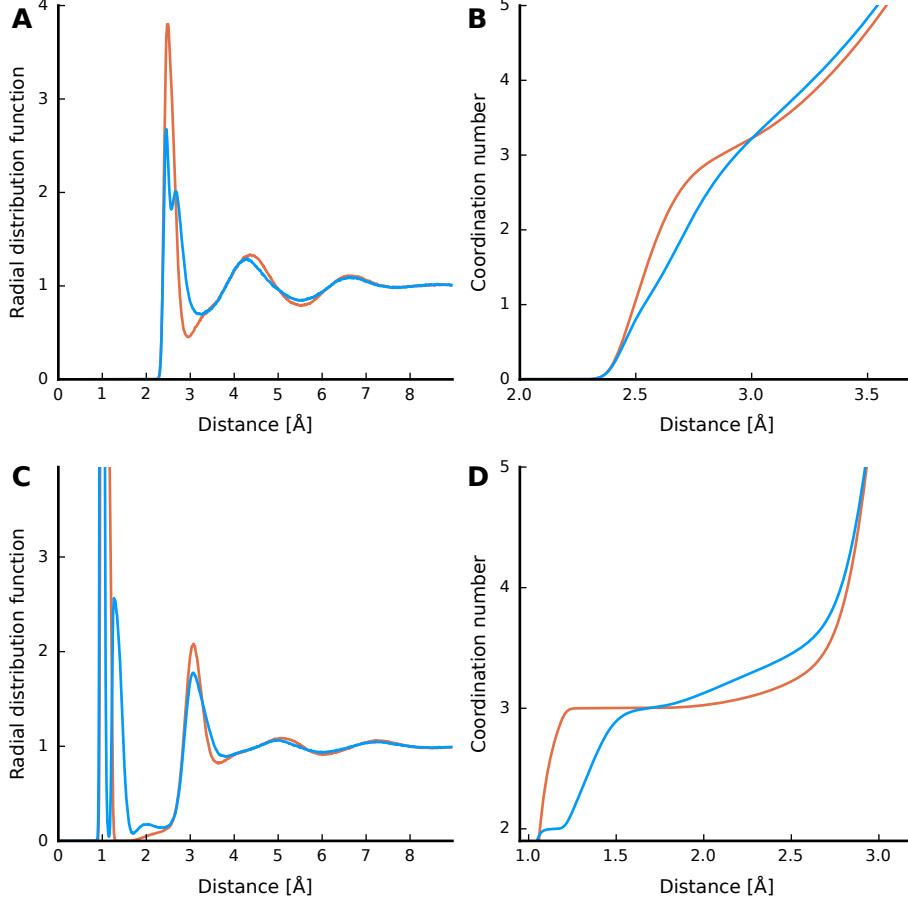 A
4
3
2
1
0
Radial distribution function
0 1 2 3 4 5 6 7 8
Distance [Å]
B
5
4
3
2
1
0
Coordination number
2.0 2.5 3.0 3.5
Distance [Å]
C
3
2
1
0
Radial distribution function
0 1 2 3 4 5 6 7 8
Distance [Å]
D
5
4
3
2
Coordination number
1.0 1.5 2.0 2.5 3.0
Distance [Å]